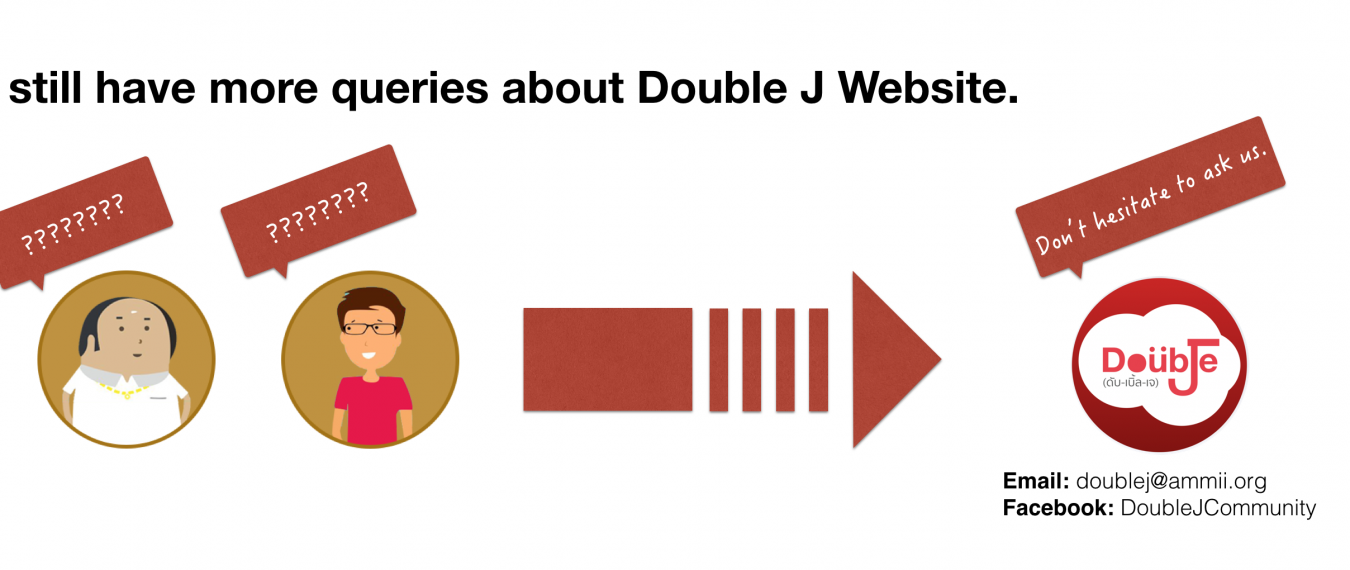 still have more queries about Double J Website.
????????
????????
Don't hesitate to ask us.
DoübJe
(ดับ-เบิ้ล-เจ)
Email: doublej@ammii.org
Facebook: DoubleJCommunity